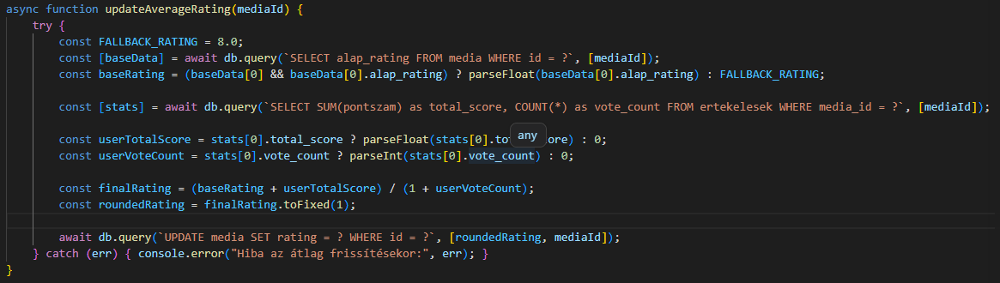 async function updateAverageRating(mediaId) {
try {
const FALLBACK_RATING = 8.0;
const [baseData] = await db.query(`SELECT alap_rating FROM media WHERE id = ?`, [mediaId]);
const baseRating = (baseData[0] && baseData[0].alap_rating) ? parseFloat(baseData[0].alap_rating) : FALLBACK_RATING;
const [stats] = await db.query(`SELECT SUM(pontszam) as total_score, COUNT(*) as vote_count FROM ertekelesek WHERE media_id = ?`, [mediaId]);
any
const userTotalScore = stats[0].total_score ? parseFloat(stats[0].to ore) : 0;
const userVoteCount = stats[0].vote_count ? parseInt(stats[0].vote_count) : 0;
const finalRating = (baseRating + userTotalScore) / (1 + userVoteCount);
const roundedRating = finalRating.toFixed(1);
await db.query(`UPDATE media SET rating = ? WHERE id = ?`, [roundedRating, mediaId]);
} catch (err) { console.error("Hiba az átlag frissítésekor:", err); }
}